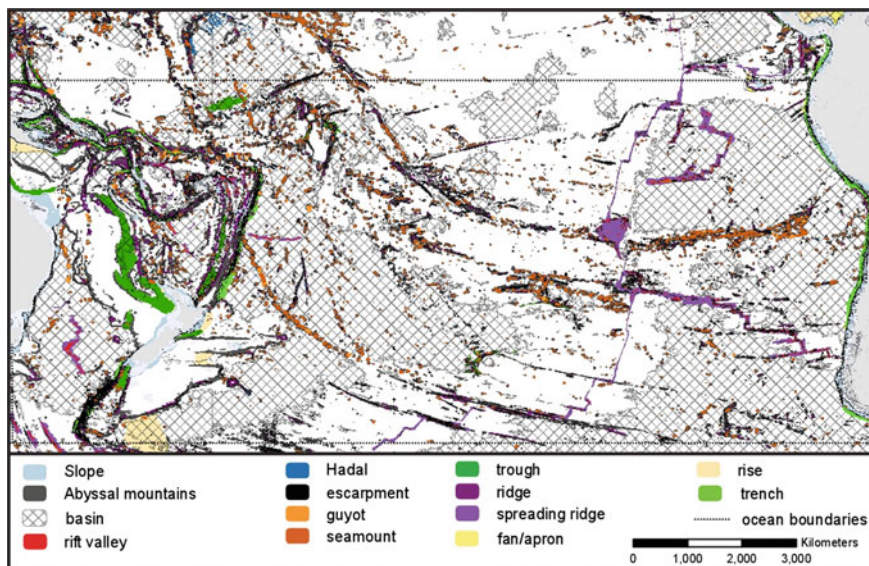 Slope
Abyssal mountains
basin
rift valley
Hadal
escarpment
guyot
seamount
trough
ridge
spreading ridge
fan/apron
rise
trench
ocean boundaries
Kilometers
0 1,000 2,000 3,000